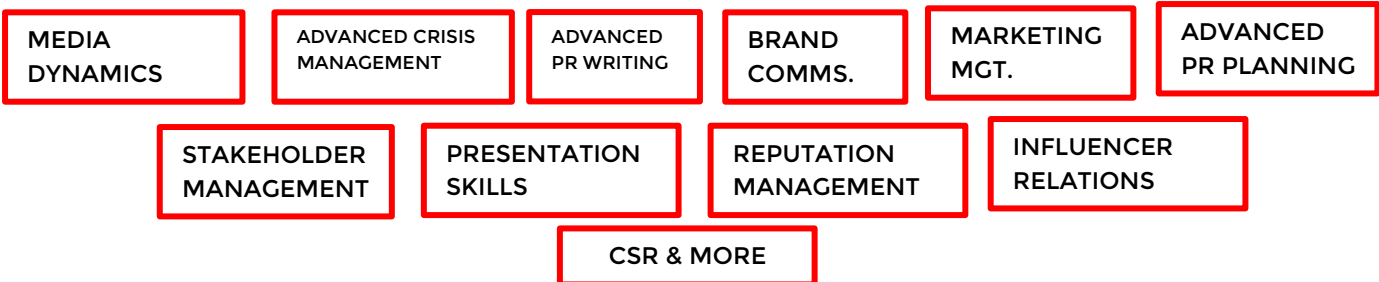 MEDIA
DYNAMICS
ADVANCED CRISIS
MANAGEMENT
ADVANCED
PR WRITING
BRAND
COMMS.
MARKETING
MGT.
ADVANCED
PR PLANNING
STAKEHOLDER
MANAGEMENT
PRESENTATION
SKILLS
REPUTATION
MANAGEMENT
INFLUENCER
RELATIONS
CSR & MORE